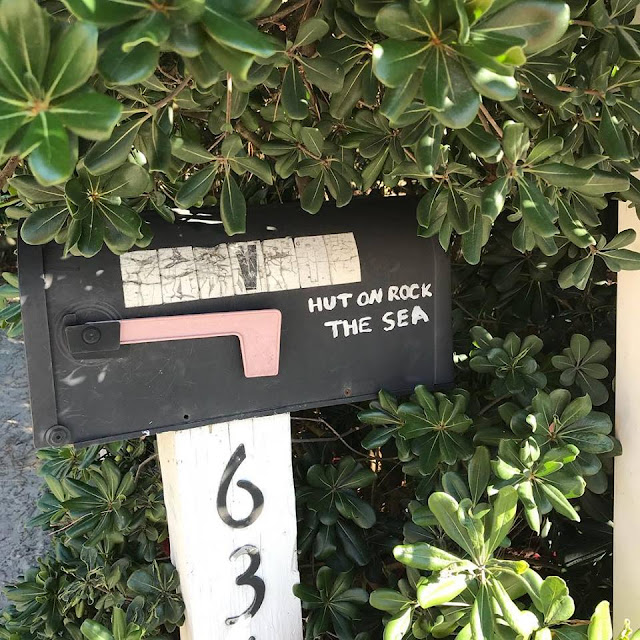 HUT ON ROCK
THE SEA
6
3